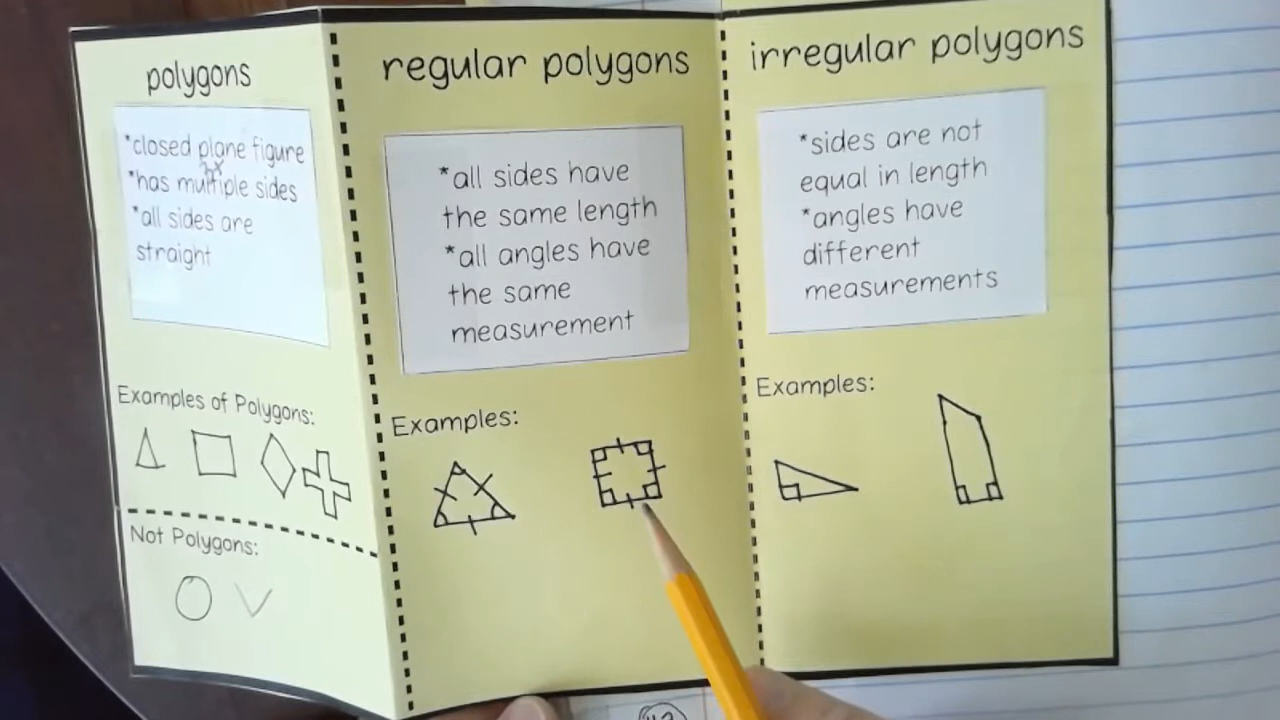 polygons
*closed plane figure
*has multiple sides
*all sides are
straight
Examples of Polygons:
Not Polygons:
regular polygons
*all sides have
the same length
*all angles have
the same
measurement
Examples:
irregular polygons
*sides are not
equal in length
*angles have
different
measurements
Examples: